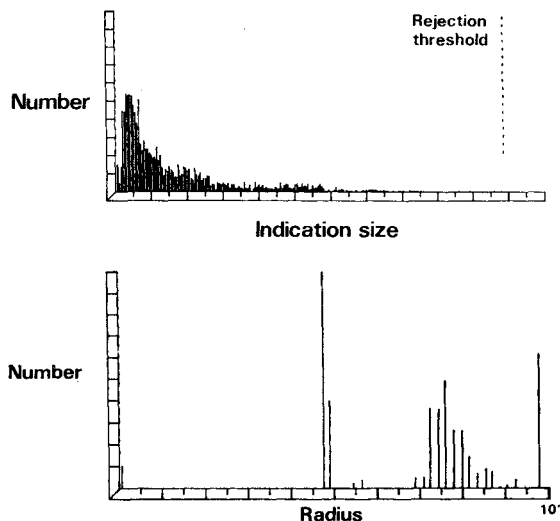 Rejection
threshold
Number
Indication size
Number
Radius